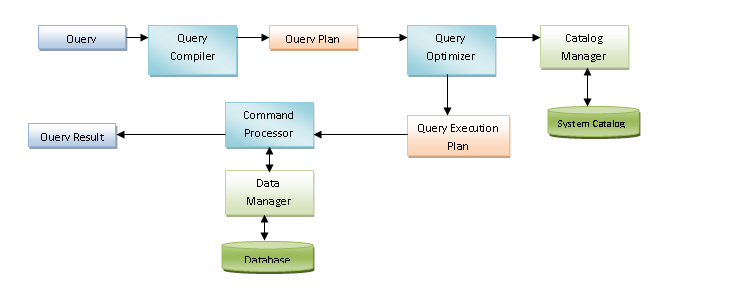 Query
Query
Compiler
Query Plan
Query
Optimizer
Catalog
Manager
System Catalog
Command
Processor
Query Result
Query Execution
Plan
Data
Manager
Database